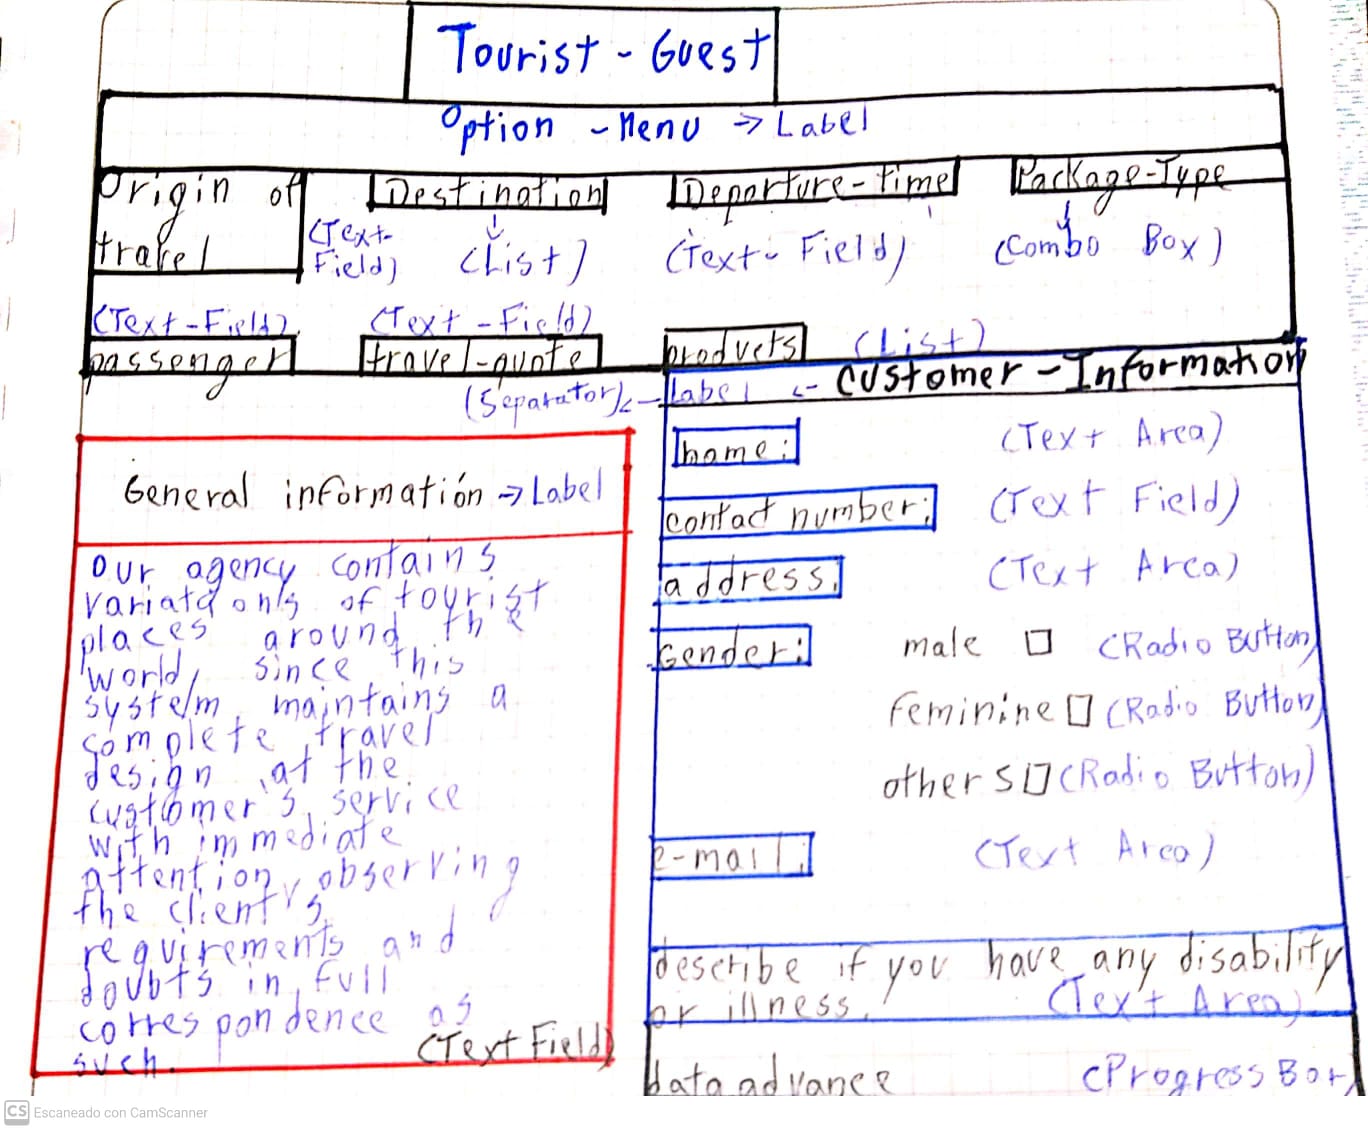 Tourist - Guest
Option - Menu → Label
Origin of
travel
(Text-
Field)
Destination
(List)
Departure-time
(Text-Field)
Package-Type
(Combo Box)
(Text-Field)
passenger
(Text-Field)
travel-quote
products
(List)
(Separator) ← Label ← Customer-Information
General informatión → Label
Our agency contains
of tourist
places around the
world, since this
system maintains a
complete travel
design at the
customer's service
with immediate
attention, observing
the client's
requirements and
doubts in full
correspondence as
such.
(Text Field)
home: (Text Area)
contact number: (Text Field)
address: (Text Area)
Gender: male (Radio Button
feminine (Radio Button)
others (Radio Button)
e-mail: (Text Area)
describe if you have any disability
or illness. (Text Area)
data advance (Progress Bar)
CS Escaneado con CamScanner